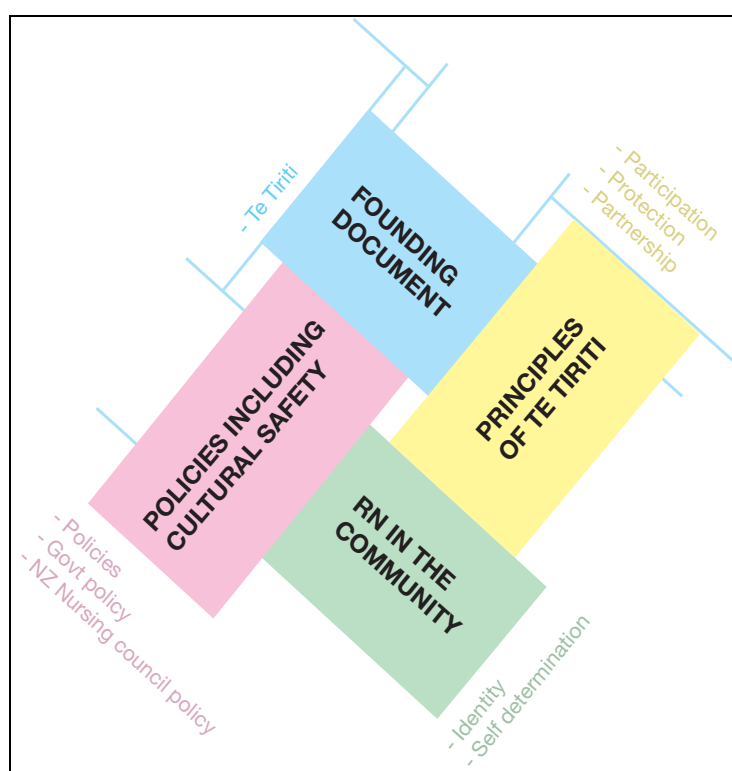 - Te Tiriti
FOUNDING
DOCUMENT
- Participation
- Protection
- Partnership
PRINCIPLES
OF TE TIRITI
POLICIES INCLUDING
CULTURAL SAFETY
- Policies
- Govt policy
- NZ Nursing council policy
RN IN THE
COMMUNITY
- Identity
- Self determination